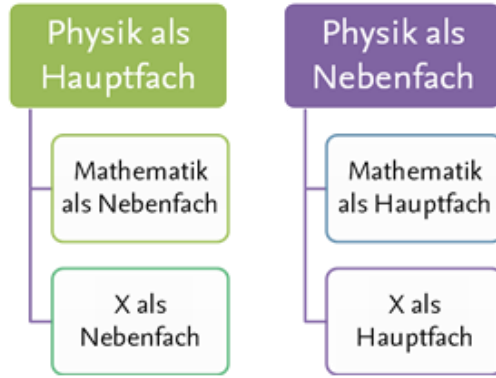 Physik als
Hauptfach
Mathematik
als Nebenfach
X als
Nebenfach
Physik als
Nebenfach
Mathematik
als Hauptfach
X als
Hauptfach